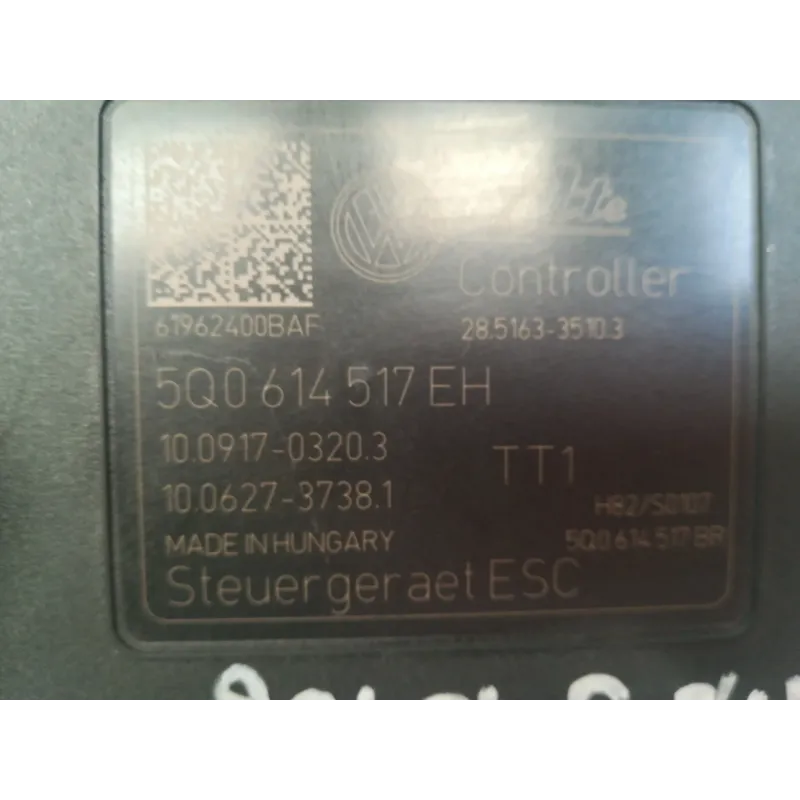 Controller
61962400BAF 28.5163-3510.3
5Q0 614 517 EH
10.0917-0320.3
TT1
10.0627-3738.1
H82/S0107
MADE IN HUNGARY 5Q0 614 517 BR
Steuergeraet ESC